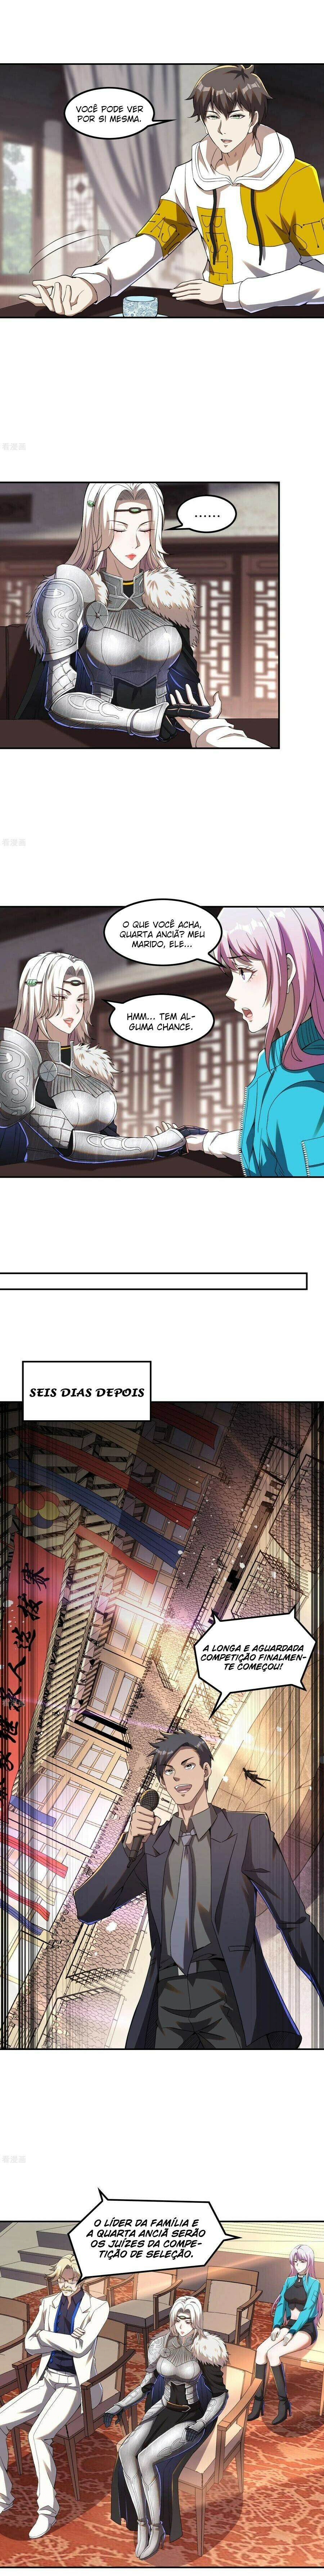 VOCÊ PODE VER
POR SI MESMA.
......
O QUE VOCÊ ACHA,
QUARTA ANCIÃ? MEU
MARIDO, ELE...
HMM... TEM AL-
GUMA CHANCE.
SEIS DIAS DEPOIS
A LONGA E AGUARDADA
COMPETIÇÃO FINALMEN-
TE COMEÇOU!
O LÍDER DA FAMÍLIA E
A QUARTA ANCIÃ SERÃO
OS JUÍZES DA COMPE-
TIÇÃO DE SELEÇÃO.